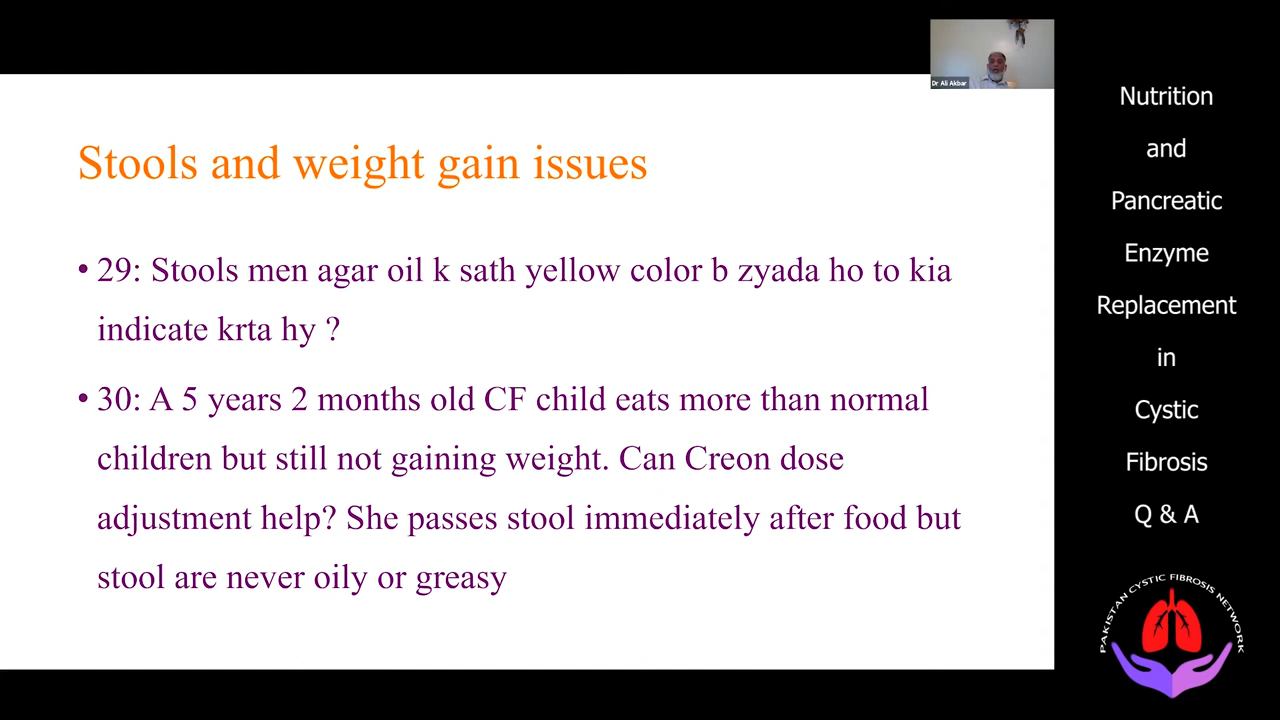 Dr Ali Akbar
Stools and weight gain issues
• 29: Stools men agar oil k sath yellow color b zyada ho to kia
indicate krta hy ?
• 30: A 5 years 2 months old CF child eats more than normal
children but still not gaining weight. Can Creon dose
adjustment help? She passes stool immediately after food but
stool are never oily or greasy
Nutrition
and
Pancreatic
Enzyme
Replacement
in
Cystic
Fibrosis
Q & A
PAKISTAN CYSTIC FIBROSIS NETWORK